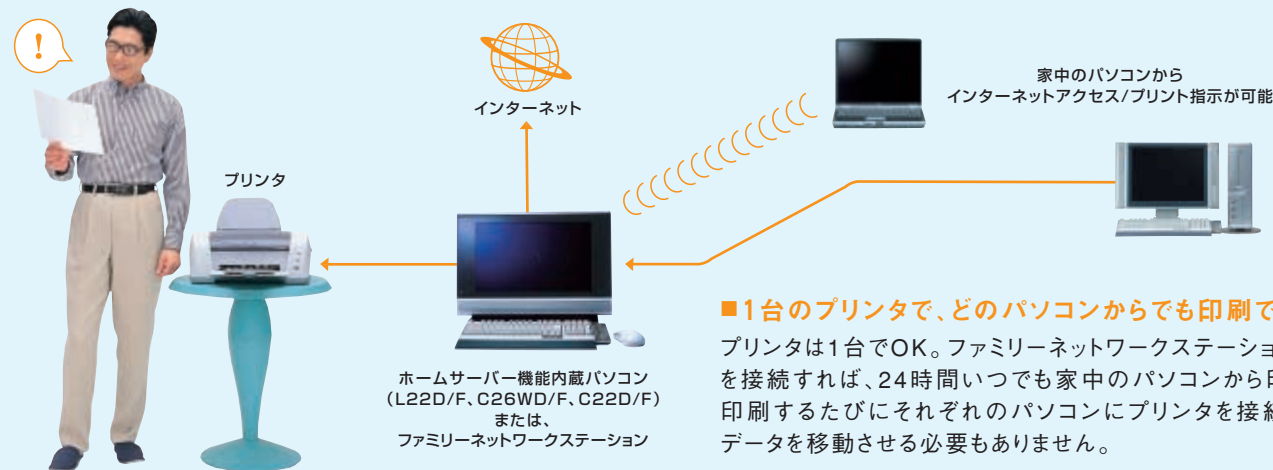 !
インターネット
家中のパソコンから
インターネットアクセス/プリント指示が可能
プリンタ
ホームサーバー機能内蔵パソコン
（L22D/F、C26WD/F、C22D/F）
または、
ファミリーネットワークステーション
■1台のプリンタで、どのパソコンからでも印刷で
プリンタは1台でOK。ファミリーネットワークステーショ
を接続すれば、24時間いつでも家中のパソコンから
印刷するたびにそれぞれのパソコンにプリンタを接
データを移動させる必要もありません。